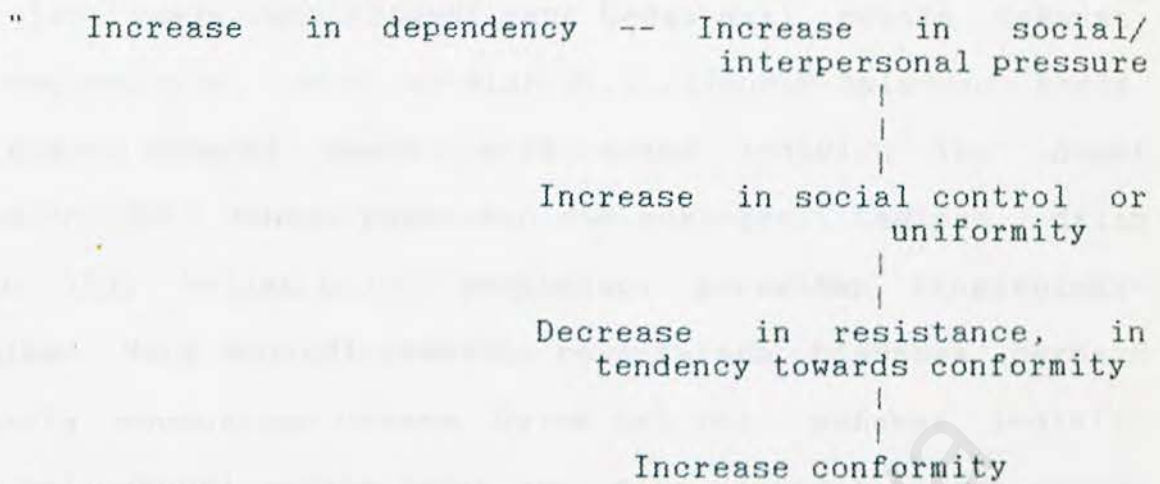 " Increase in dependency -- Increase in social/
interpersonal pressure
Increase in social control or
uniformity
Decrease in resistance, in
tendency towards conformity
Increase conformity